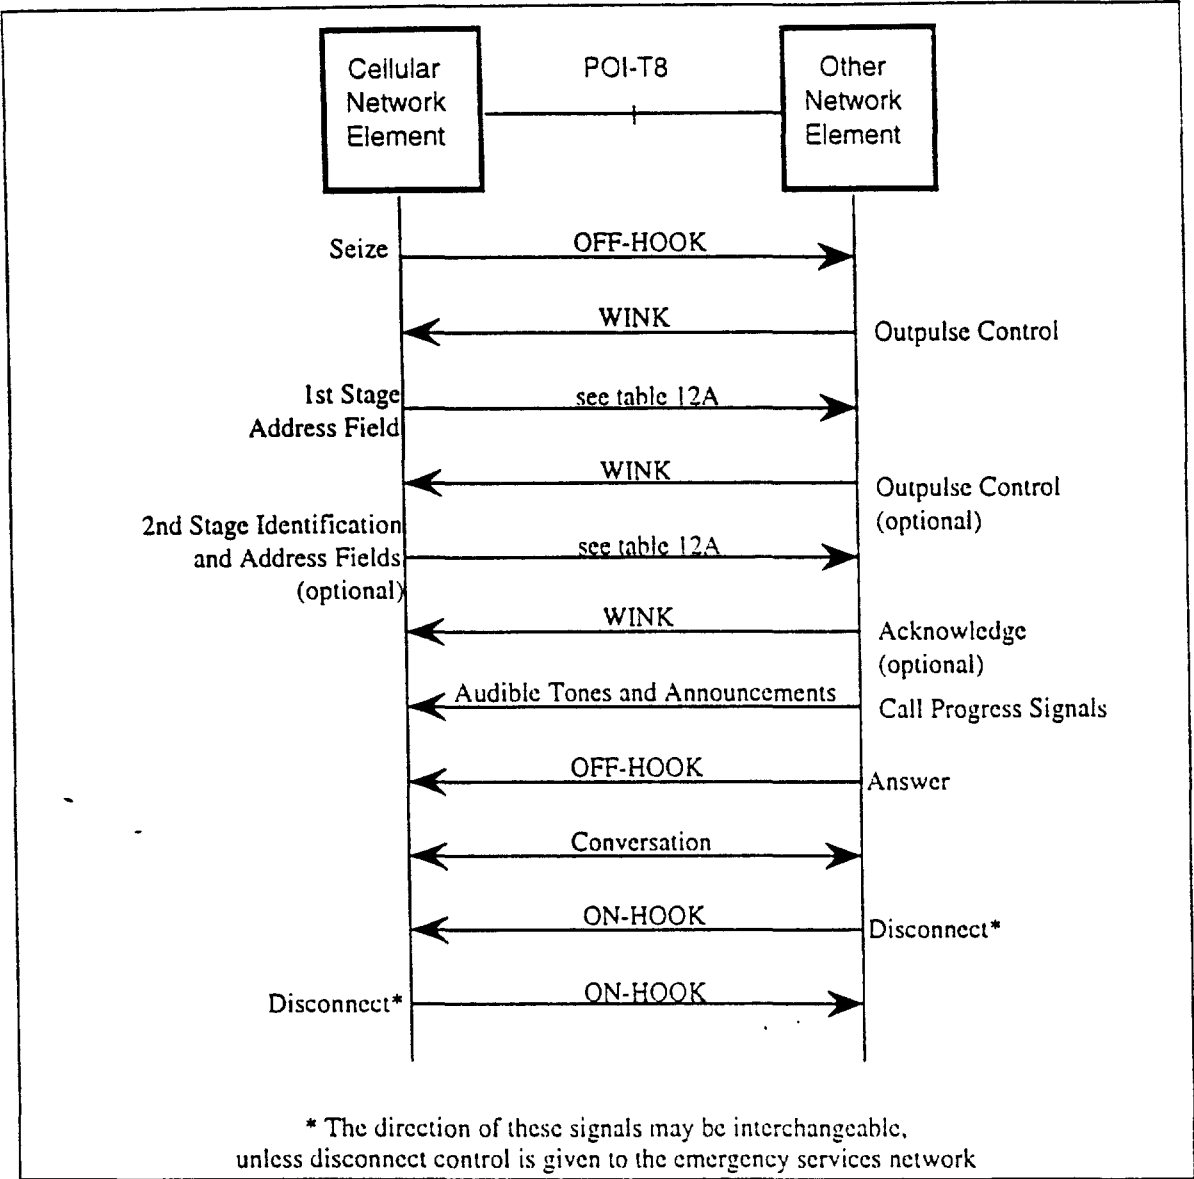 Cellular
Network
Element
POI-T8
Other
Network
Element
Seize
OFF-HOOK
WINK
Outpulse Control
1st Stage
Address Field
see table 12A
WINK
Outpulse Control
(optional)
2nd Stage Identification
and Address Fields
(optional)
see table 12A
WINK
Acknowledge
(optional)
Audible Tones and Announcements
Call Progress Signals
OFF-HOOK
Answer
Conversation
ON-HOOK
Disconnect*
Disconnect*
ON-HOOK
* The direction of these signals may be interchangeable,
unless disconnect control is given to the emergency services network